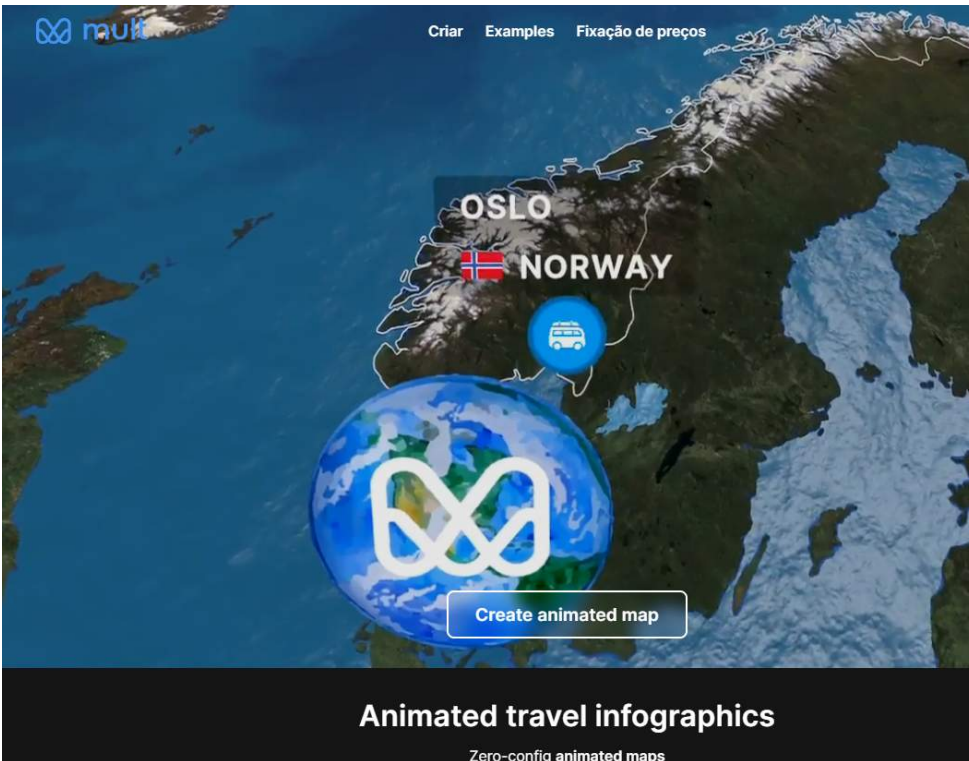 mult
Criar Examples Fixação de preços
OSLO
NORWAY
Create animated map
Animated travel infographics
Zero-config animated maps